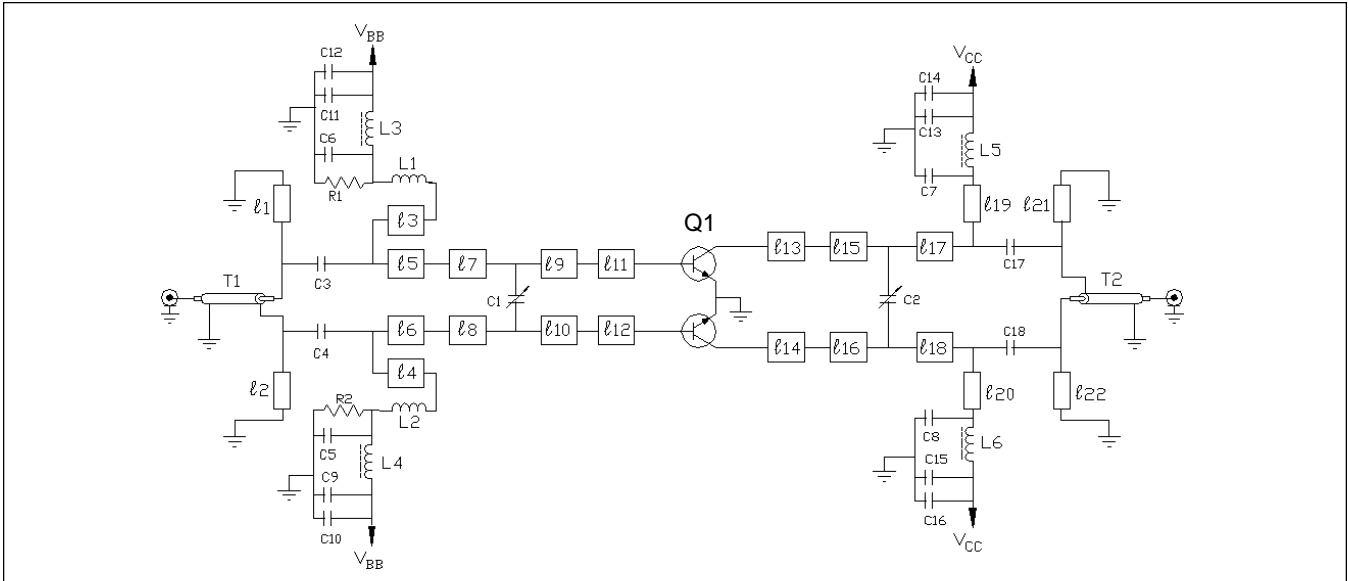 VBB
C12
C11
C6
L3
L1
R1
ℓ1
ℓ3
ℓ5
ℓ7
ℓ9
ℓ11
Q1
C3
T1
C1
C4
ℓ6
ℓ8
ℓ10
ℓ12
ℓ4
ℓ2
R2
L2
C5
L4
C9
C10
VBB
VCC
C14
C13
L5
C7
ℓ19
ℓ21
ℓ13
ℓ15
ℓ17
C17
C2
T2
C18
ℓ14
ℓ16
ℓ18
ℓ20
ℓ22
C8
L6
C15
C16
VCC